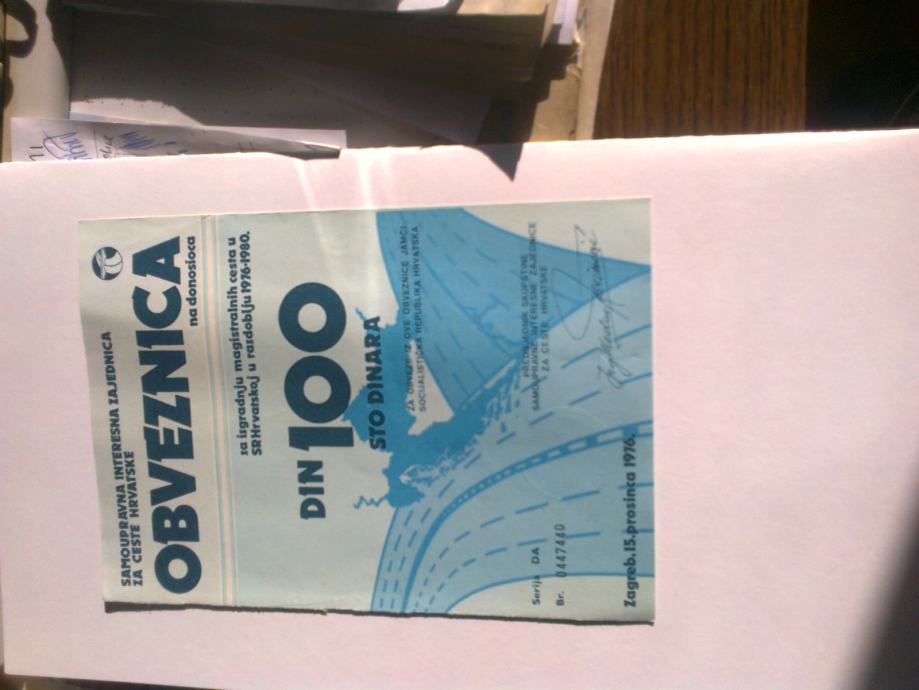 SAMOUPRAVNA INTERESNA ZAJEDNICA
ZA CESTE HRVATSKE
OBVEZNICA
na donosioca
za izgradnju magistralnih cesta u
SRHrvatskoj u razdoblju 1976-1980.
DIN 100
STO DINARA
ZA OBVEZE IZ OVE OBVEZNICE JAMČI
SOCIJALISTIČKA REPUBLIKA HRVATSKA
PREDSJEDNIK SKUPŠTINE
SAMOUPRAVNE INTERESNE ZAJEDNICE
ZA CESTE HRVATSKE
Serija DA
Br. 0447440
Zagreb, 15. prosinca 1976.